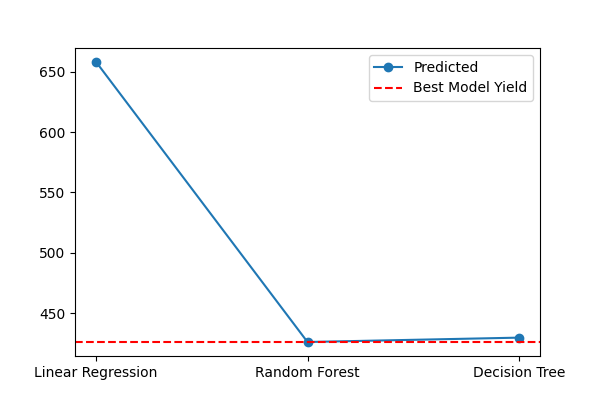 Predicted
Best Model Yield
650
600
550
500
450
Linear Regression
Random Forest
Decision Tree